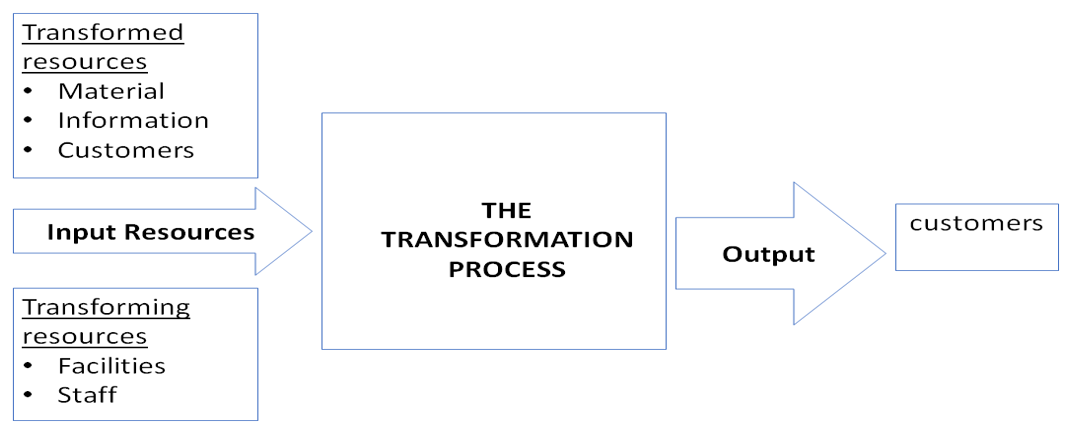 Transformed
resources
• Material
• Information
• Customers
Input Resources
Transforming
resources
• Facilities
• Staff
THE
TRANSFORMATION
PROCESS
Output
customers